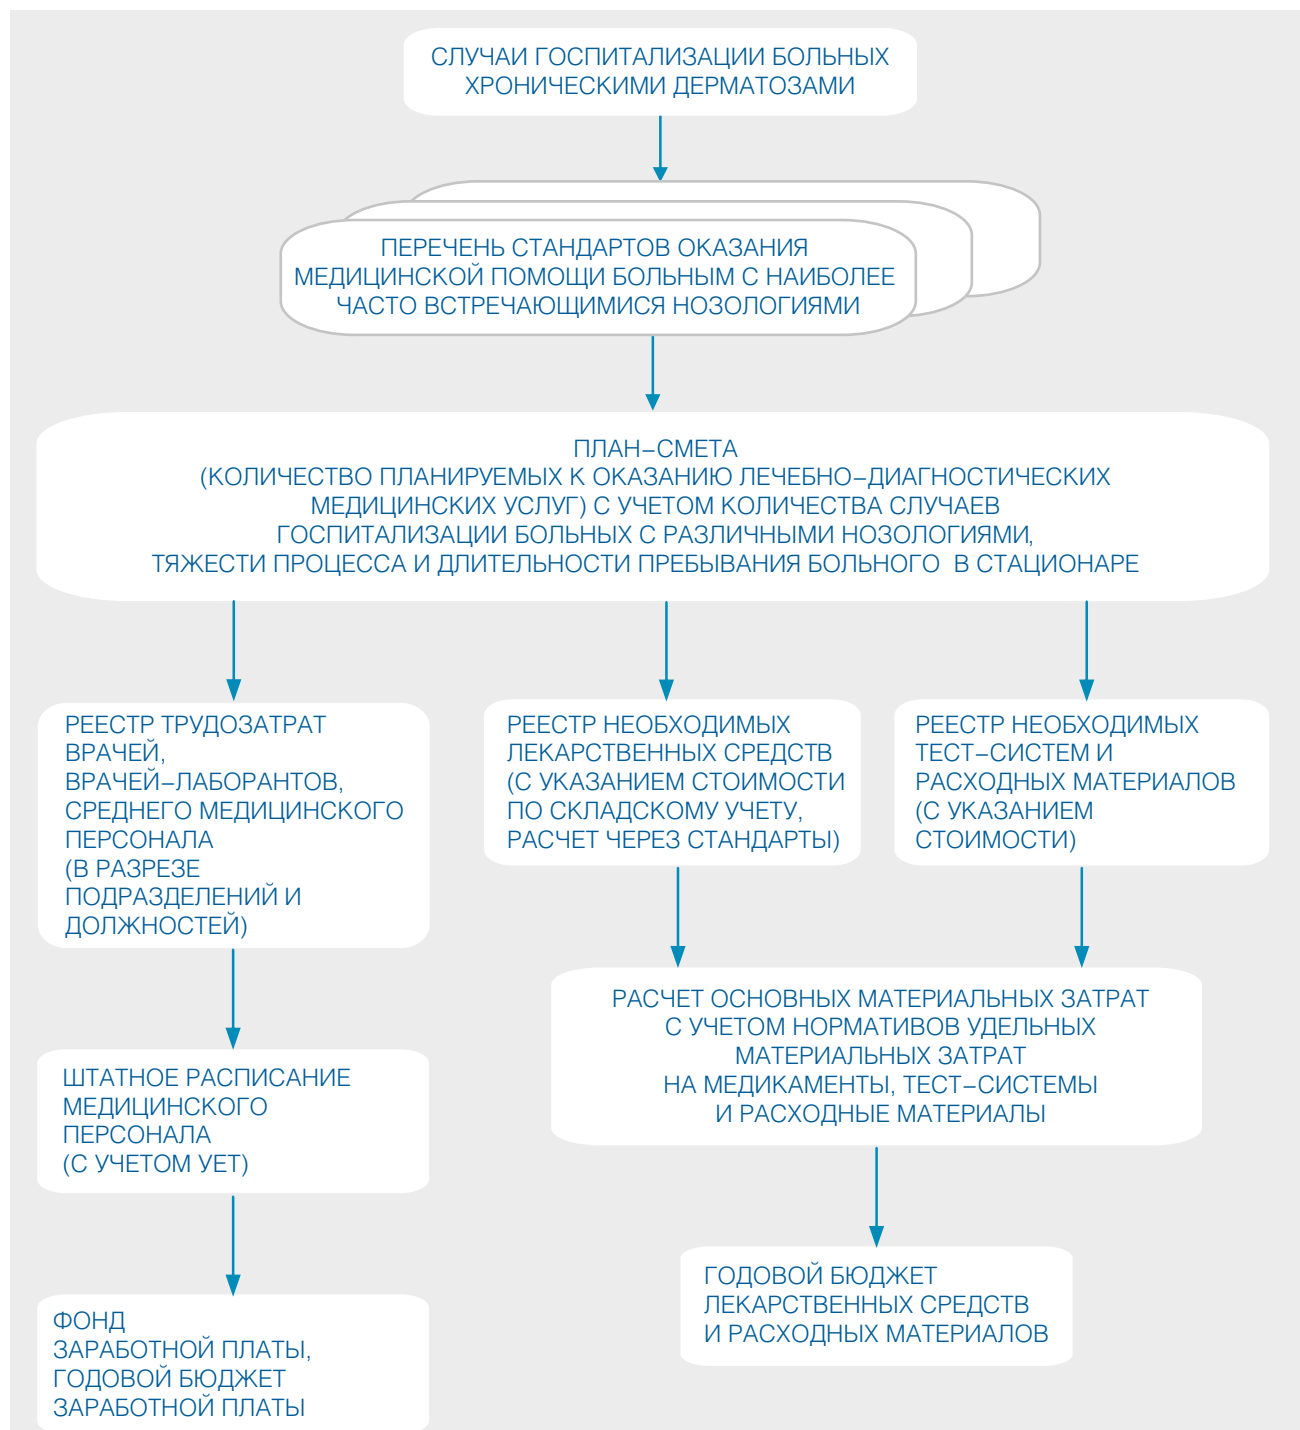 СЛУЧАИ ГОСПИТАЛИЗАЦИИ БОЛЬНЫХ
ХРОНИЧЕСКИМИ ДЕРМАТОЗАМИ
ПЕРЕЧЕНЬ СТАНДАРТОВ ОКАЗАНИЯ
МЕДИЦИНСКОЙ ПОМОЩИ БОЛЬНЫМ С НАИБОЛЕЕ
ЧАСТО ВСТРЕЧАЮЩИМИСЯ НОЗОЛОГИЯМИ
ПЛАН–СМЕТА
(КОЛИЧЕСТВО ПЛАНИРУЕМЫХ К ОКАЗАНИЮ ЛЕЧЕБНО–ДИАГНОСТИЧЕСКИХ
МЕДИЦИНСКИХ УСЛУГ) С УЧЕТОМ КОЛИЧЕСТВА СЛУЧАЕВ
ГОСПИТАЛИЗАЦИИ БОЛЬНЫХ С РАЗЛИЧНЫМИ НОЗОЛОГИЯМИ,
ТЯЖЕСТИ ПРОЦЕССА И ДЛИТЕЛЬНОСТИ ПРЕБЫВАНИЯ БОЛЬНОГО В СТАЦИОНАРЕ
РЕЕСТР ТРУДОЗАТРАТ
ВРАЧЕЙ,
ВРАЧЕЙ–ЛАБОРАНТОВ,
СРЕДНЕГО МЕДИЦИНСКОГО
ПЕРСОНАЛА
(В РАЗРЕЗЕ
ПОДРАЗДЕЛЕНИЙ И
ДОЛЖНОСТЕЙ)
РЕЕСТР НЕОБХОДИМЫХ
ЛЕКАРСТВЕННЫХ СРЕДСТВ
(С УКАЗАНИЕМ СТОИМОСТИ
ПО СКЛАДСКОМУ УЧЕТУ,
РАСЧЕТ ЧЕРЕЗ СТАНДАРТЫ)
РЕЕСТР НЕОБХОДИМЫХ
ТЕСТ–СИСТЕМ И
РАСХОДНЫХ МАТЕРИАЛОВ
(С УКАЗАНИЕМ
СТОИМОСТИ)
РАСЧЕТ ОСНОВНЫХ МАТЕРИАЛЬНЫХ ЗАТРАТ
С УЧЕТОМ НОРМАТИВОВ УДЕЛЬНЫХ
МАТЕРИАЛЬНЫХ ЗАТРАТ
НА МЕДИКАМЕНТЫ, ТЕСТ–СИСТЕМЫ
И РАСХОДНЫЕ МАТЕРИАЛЫ
ШТАТНОЕ РАСПИСАНИЕ
МЕДИЦИНСКОГО
ПЕРСОНАЛА
(С УЧЕТОМ УЕТ)
ГОДОВОЙ БЮДЖЕТ
ЛЕКАРСТВЕННЫХ СРЕДСТВ
И РАСХОДНЫХ МАТЕРИАЛОВ
ФОНД
ЗАРАБОТНОЙ ПЛАТЫ,
ГОДОВОЙ БЮДЖЕТ
ЗАРАБОТНОЙ ПЛАТЫ